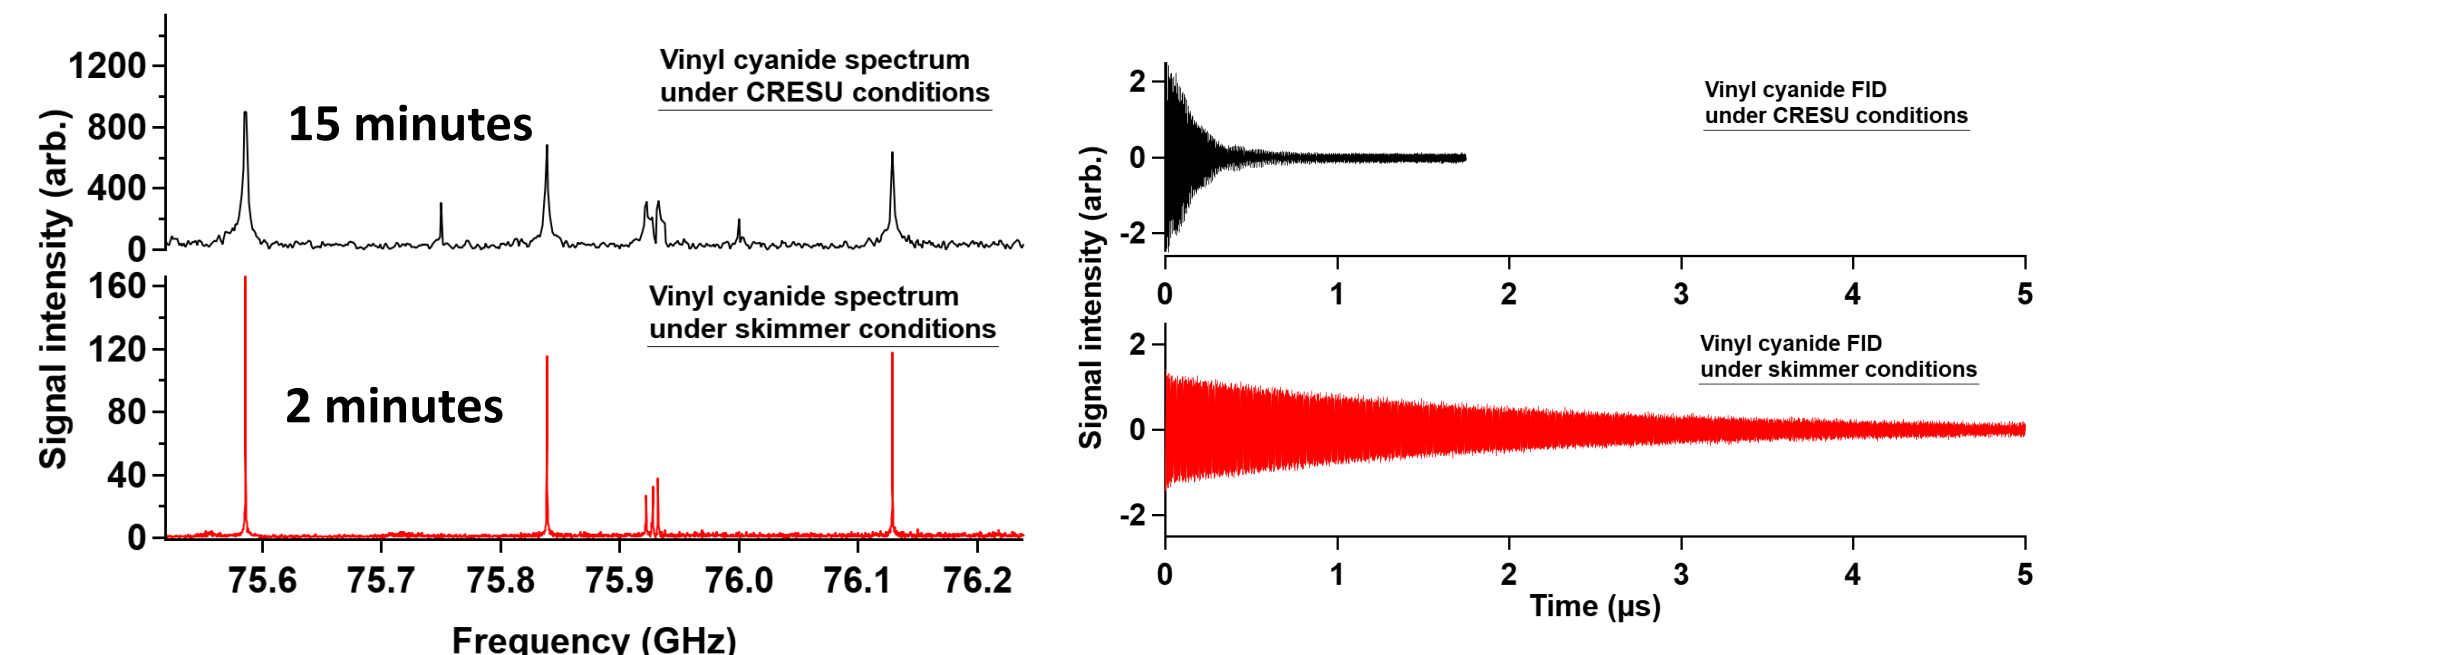 Signal intensity (arb.)
1200
800
400
0
Vinyl cyanide spectrum
under CRESU conditions
15 minutes
160
120
80
40
0
Vinyl cyanide spectrum
under skimmer conditions
2 minutes
75.6 75.7 75.8 75.9 76.0 76.1 76.2
Frequency (GHz)
Signal intensity (arb.)
2
0
-2
Vinyl cyanide FID
under CRESU conditions
0 1 2 3 4 5
2
0
-2
Vinyl cyanide FID
under skimmer conditions
0 1 2 3 4 5
Time (µs)